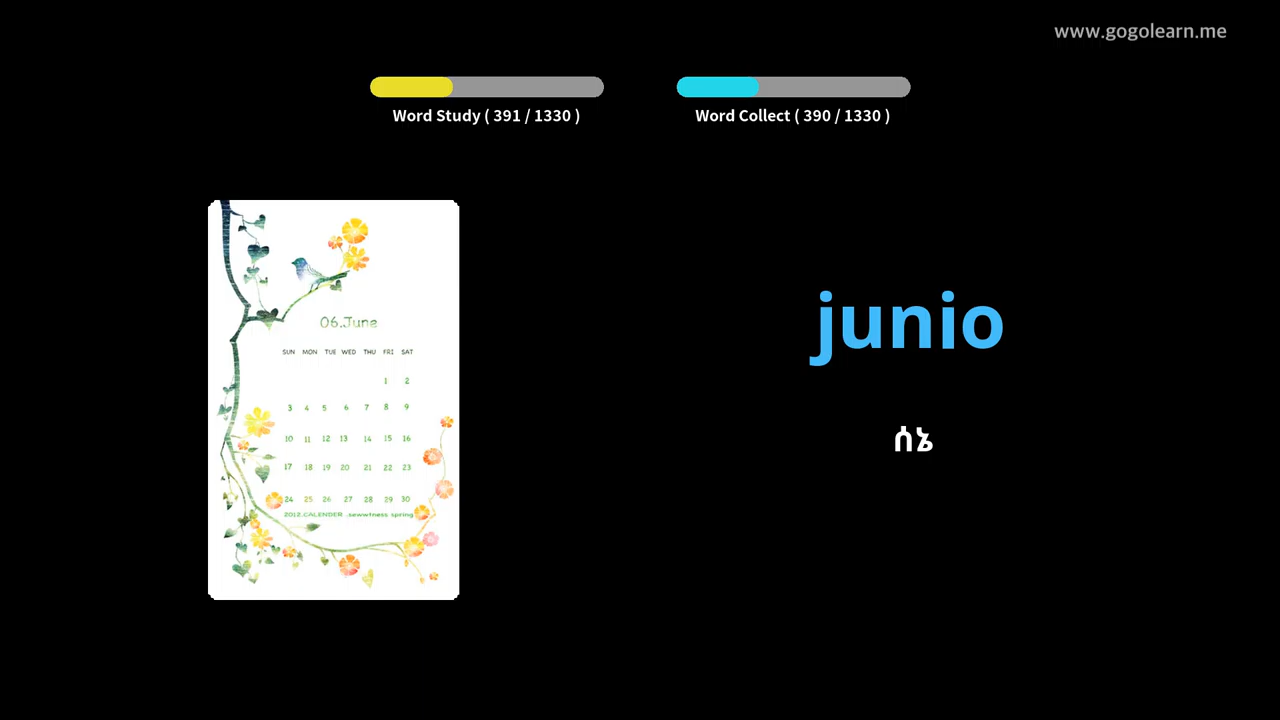 www.gogolearn.me
Word Study ( 391 / 1330 )
Word Collect ( 390 / 1330 )
06.June
SUN MON TUE WED THU FRI SAT
1 2
3 4 5 6 7 8 9
10 11 12 13 14 15 16
17 18 19 20 21 22 23
24 25 26 27 28 29 30
2012.CALENDER .sewwtness spring
junio
ሰኔ